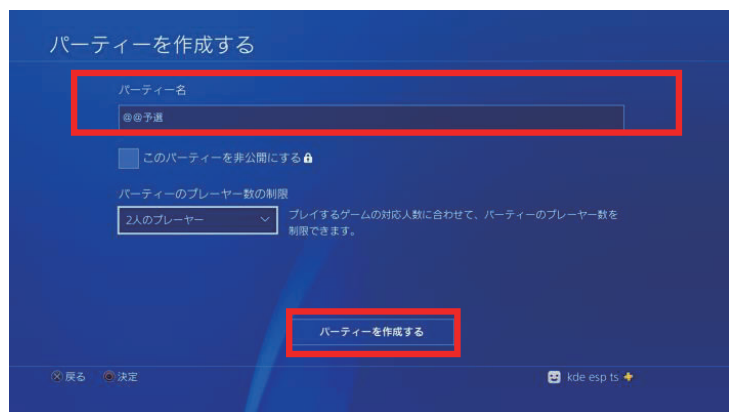 パーティーを作成する
パーティー名
@@予選
このパーティーを非公開にする
パーティーのプレーヤー数の制限
2人のプレーヤー
プレイするゲームの対応人数に合わせて、パーティーのプレーヤー数を
制限できます。
パーティーを作成する
戻る 決定
kde esp ts